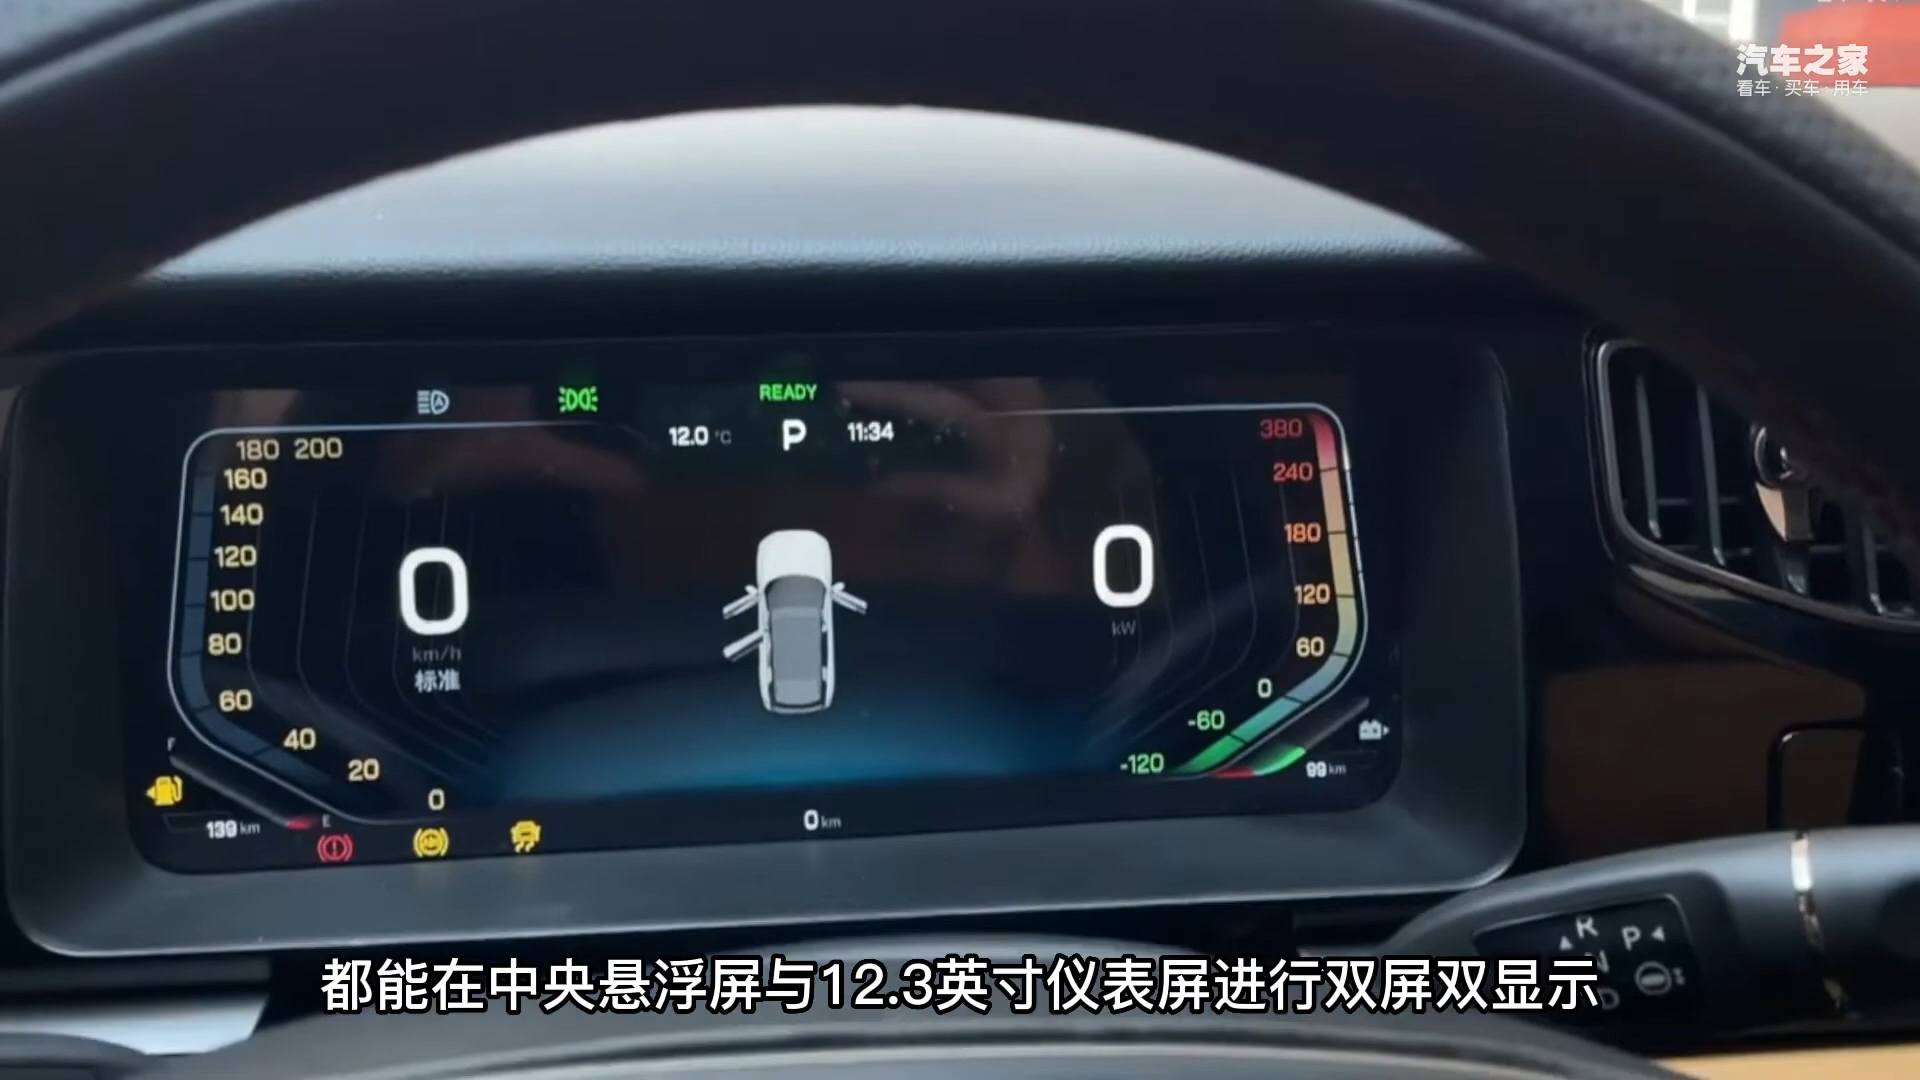 汽车之家
看车·买车·用车
READY
12.0 °C P 11:34
180 200
160
140
120
100
80
60
40
20
0
0
km/h
标准
0
kW
380
240
180
120
60
0
-60
-120
F
E
139 km
ABS
0 km
99 km
R
N
D
P
都能在中央悬浮屏与12.3英寸仪表屏进行双屏双显示